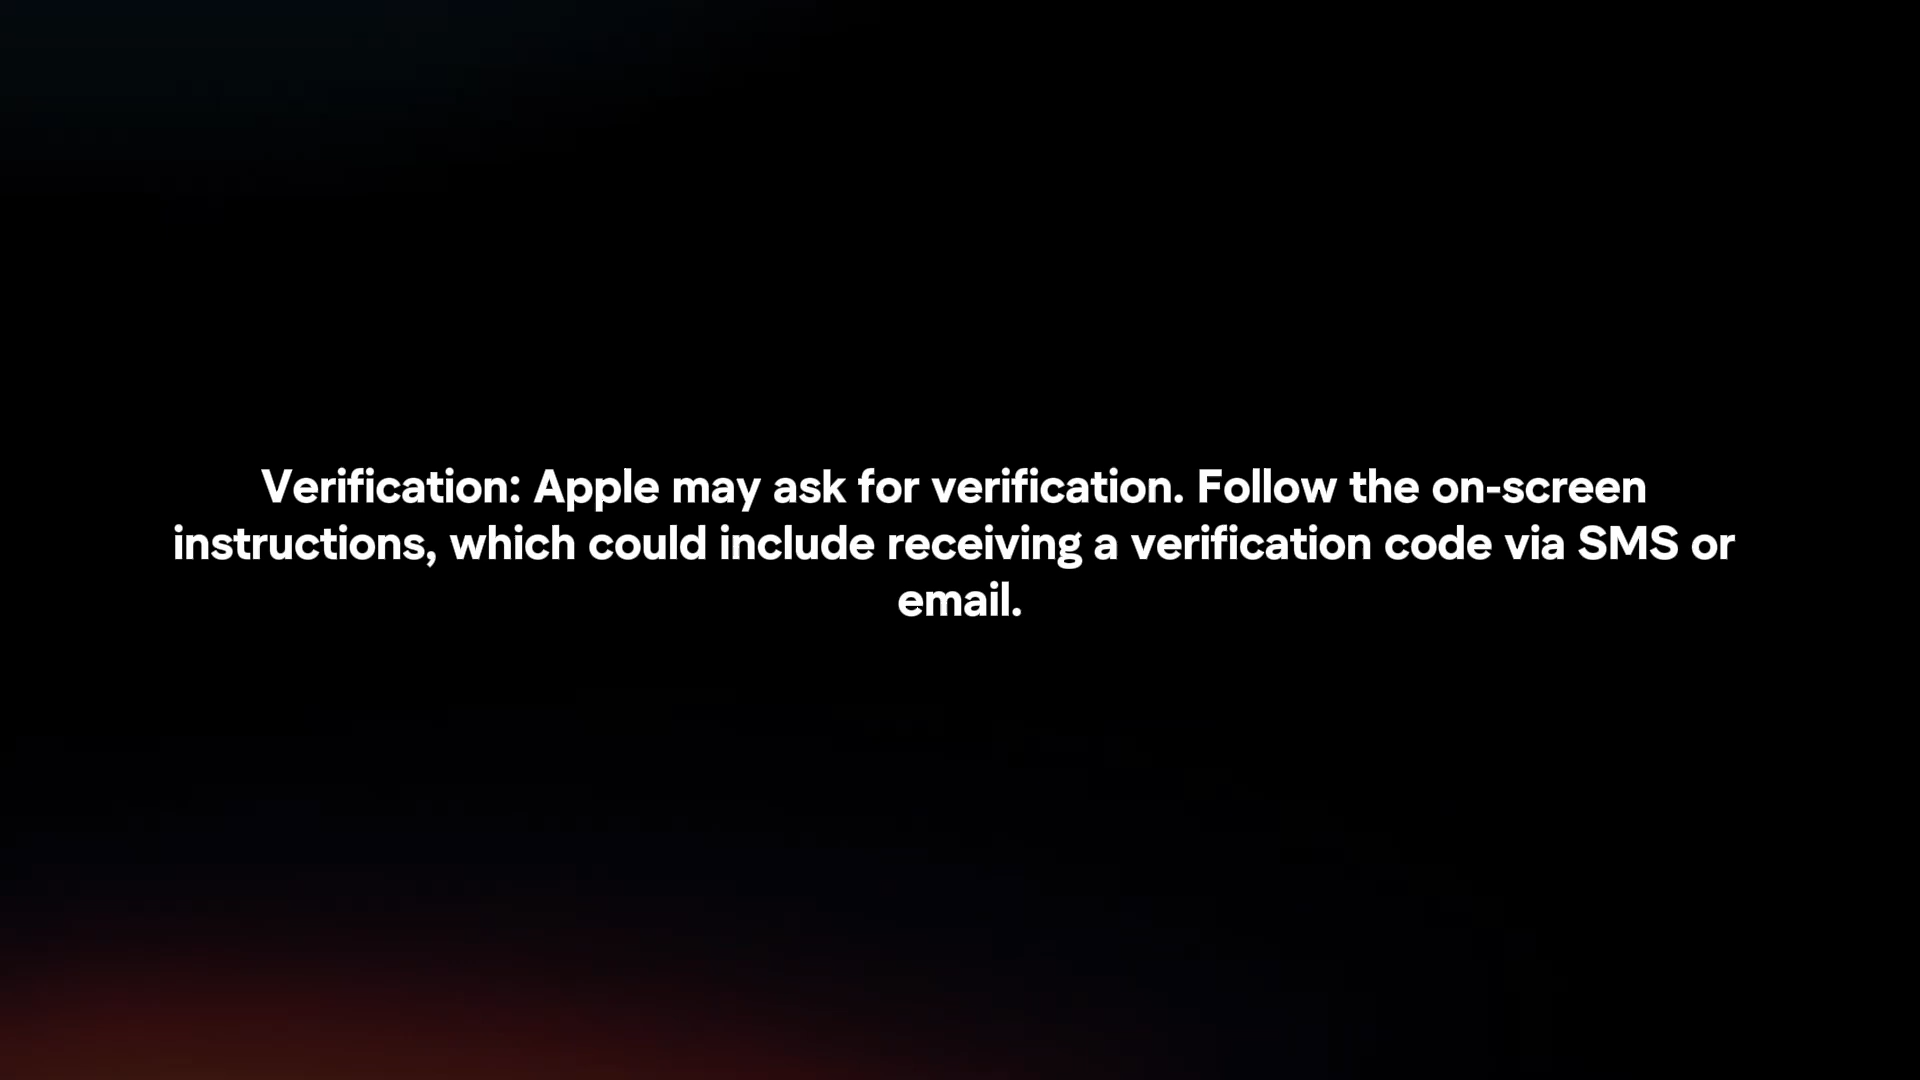 Verification: Apple may ask for verification. Follow the on-screen
instructions, which could include receiving a verification code via SMS or
email.